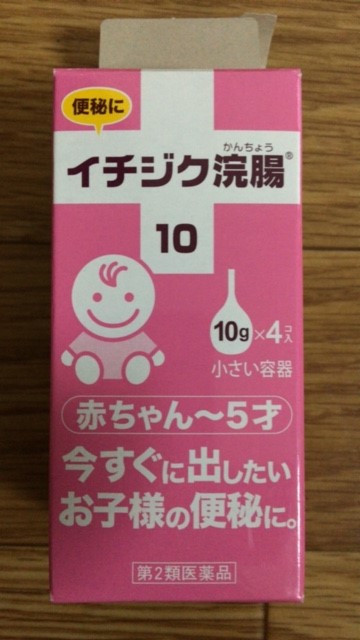 便秘に
かんちょう
イチジク浣腸®
10
10g×4コ入
小さい容器
赤ちゃん～5才
今すぐに出したい
お子様の便秘に。
第2類医薬品